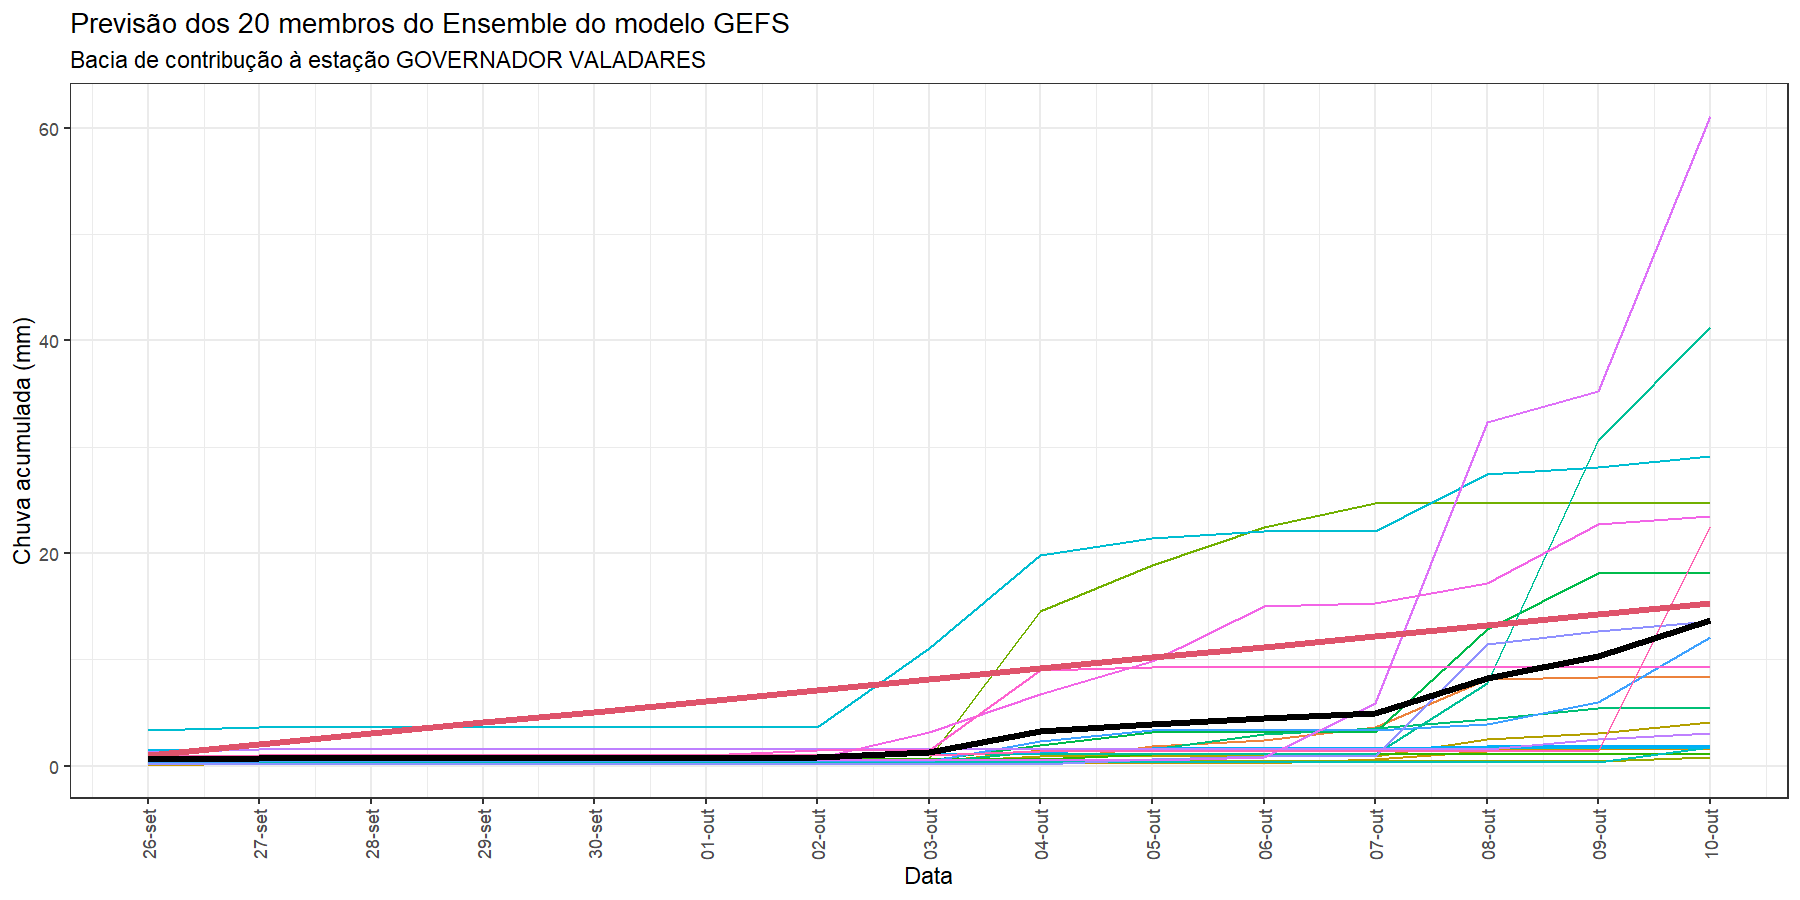 Previsão dos 20 membros do Ensemble do modelo GEFS
Bacia de contribução à estação GOVERNADOR VALADARES
Chuva acumulada (mm)
60
40
20
0
26-set
27-set
28-set
29-set
30-set
01-out
02-out
03-out
04-out
05-out
06-out
07-out
08-out
09-out
10-out
Data